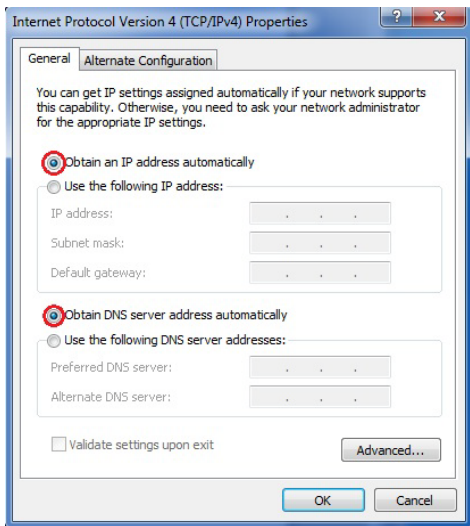 Internet Protocol Version 4 (TCP/IPv4) Properties
?
General
Alternate Configuration
You can get IP settings assigned automatically if your network supports
this capability. Otherwise, you need to ask your network administrator
for the appropriate IP settings.
Obtain an IP address automatically
Use the following IP address:
IP address:
Subnet mask:
Default gateway:
Obtain DNS server address automatically
Use the following DNS server addresses:
Preferred DNS server:
Alternate DNS server:
Validate settings upon exit
Advanced...
OK
Cancel